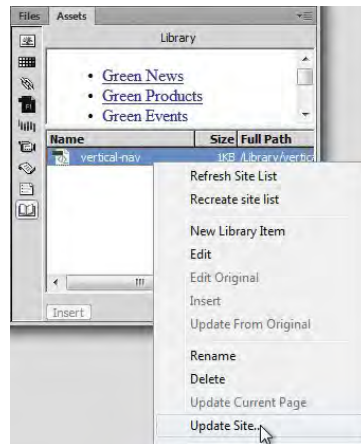 Files Assets
Library
• Green News
• Green Products
• Green Events
Name Size Full Path
vertical-nav 1KB /Library/vertic
Refresh Site List
Recreate site list
New Library Item
Edit
Edit Original
Insert
Update From Original
Rename
Delete
Update Current Page
Update Site...
Insert